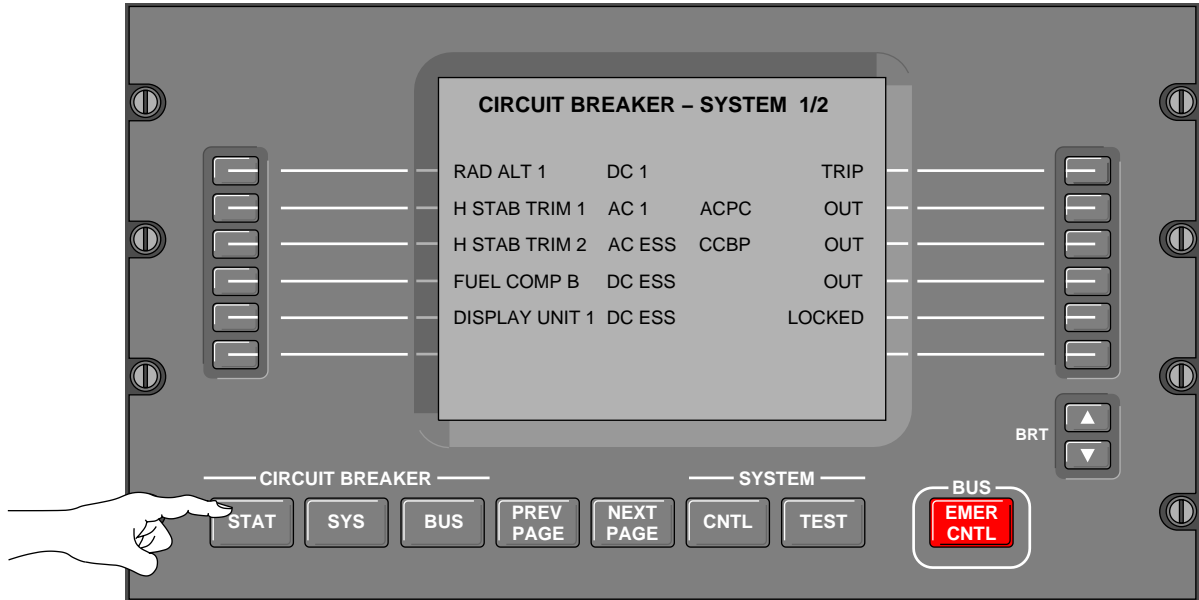 CIRCUIT BREAKER – SYSTEM 1/2
RAD ALT 1 DC 1 TRIP
H STAB TRIM 1 AC 1 ACPC OUT
H STAB TRIM 2 AC ESS CCBP OUT
FUEL COMP B DC ESS OUT
DISPLAY UNIT 1 DC ESS LOCKED
BRT
CIRCUIT BREAKER
SYSTEM
BUS
STAT
SYS
BUS
PREV
PAGE
NEXT
PAGE
CNTL
TEST
EMER
CNTL